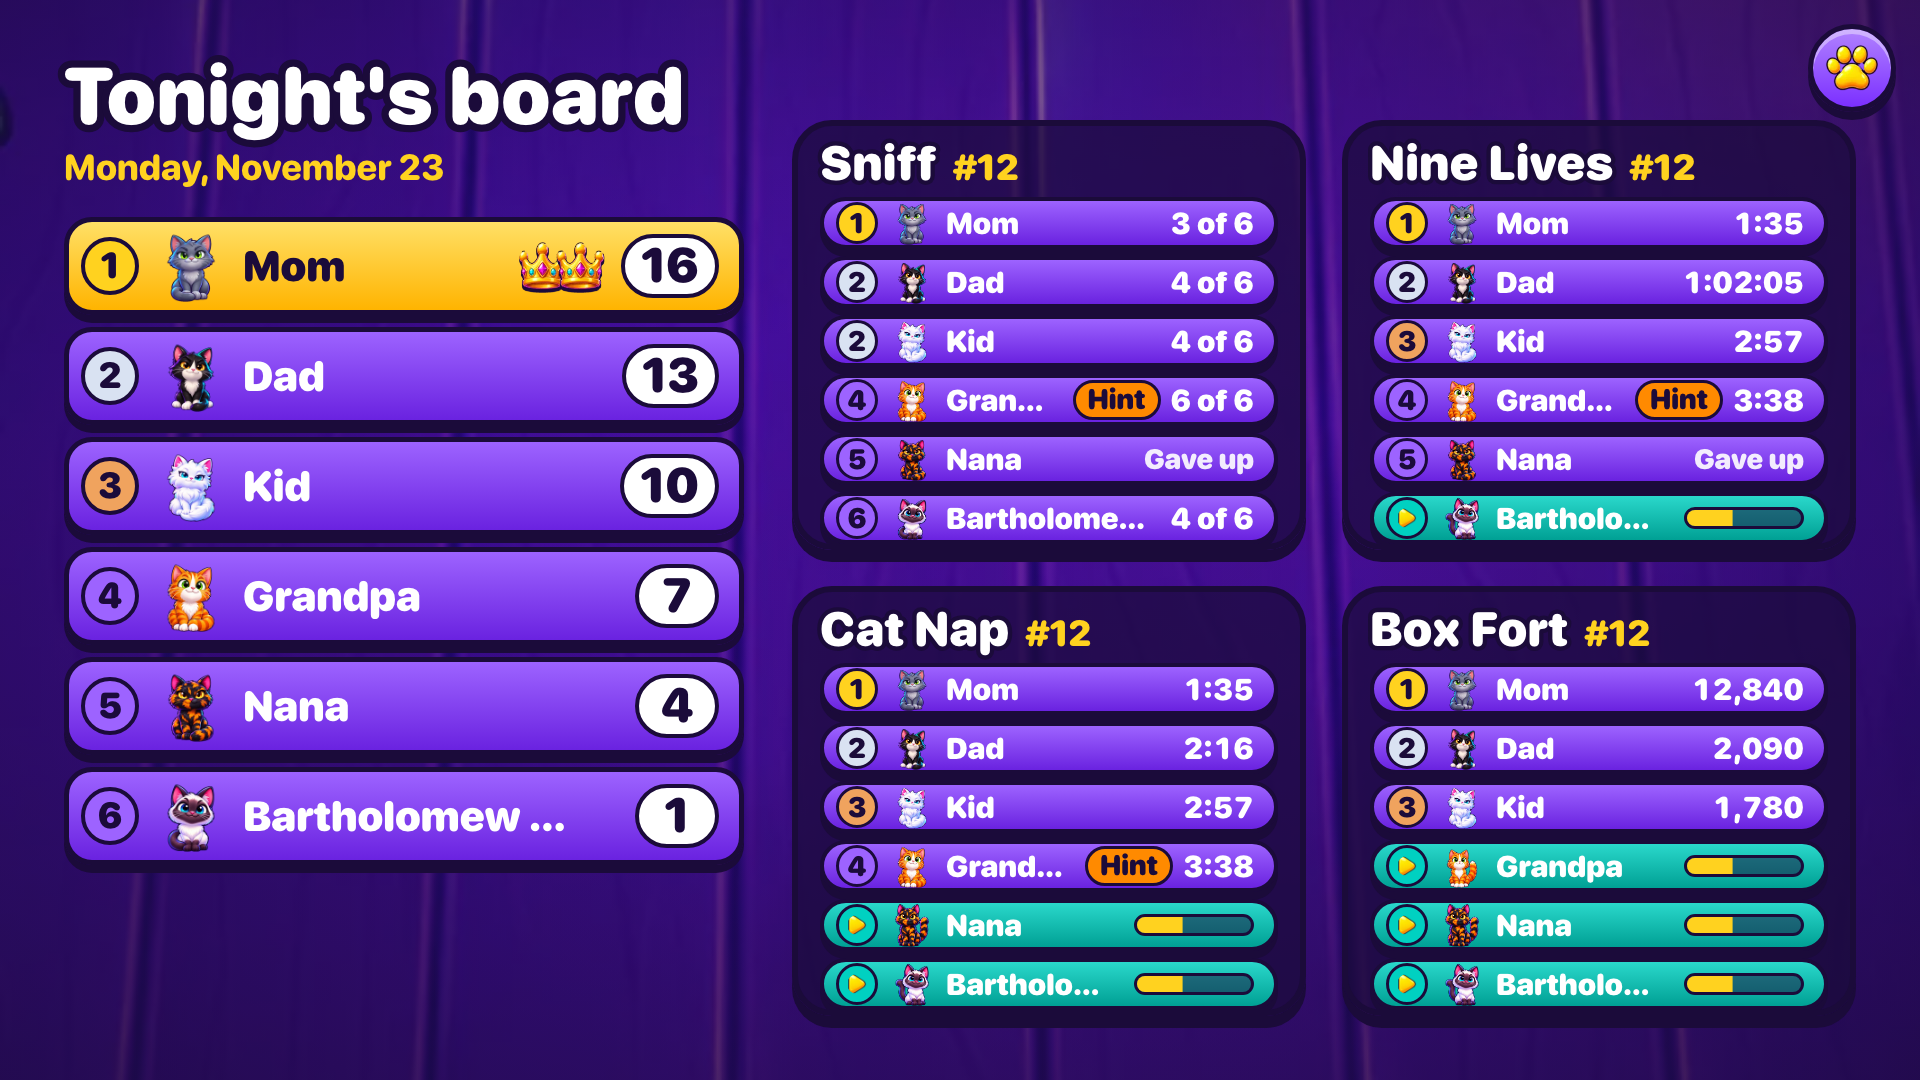 Tonight's board
Monday, November 23
1 Mom 16
2 Dad 13
3 Kid 10
4 Grandpa 7
5 Nana 4
6 Bartholomew ... 1
Sniff #12
1 Mom 3 of 6
2 Dad 4 of 6
2 Kid 4 of 6
4 Gran... Hint 6 of 6
5 Nana Gave up
6 Bartholome... 4 of 6
Nine Lives #12
1 Mom 1:35
2 Dad 1:02:05
3 Kid 2:57
4 Grand... Hint 3:38
5 Nana Gave up
Bartholo...
Cat Nap #12
1 Mom 1:35
2 Dad 2:16
3 Kid 2:57
4 Grand... Hint 3:38
Nana
Bartholo...
Box Fort #12
1 Mom 12,840
2 Dad 2,090
3 Kid 1,780
Grandpa
Nana
Bartholo...